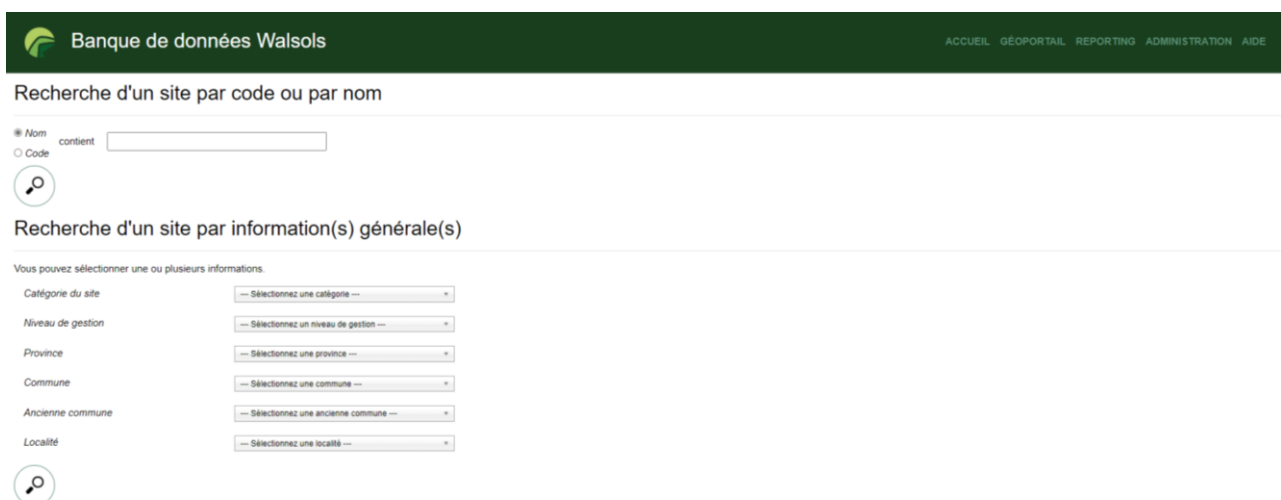 Banque de données Walsols
ACCUEIL GÉOPORTAIL REPORTING ADMINISTRATION AIDE
Recherche d'un site par code ou par nom
Nom
contient
Code
Recherche d'un site par information(s) générale(s)
Vous pouvez sélectionner une ou plusieurs informations.
Catégorie du site --- Sélectionnez une catégorie ---
Niveau de gestion --- Sélectionnez un niveau de gestion ---
Province --- Sélectionnez une province ---
Commune --- Sélectionnez une commune ---
Ancienne commune --- Sélectionnez une ancienne commune ---
Localité --- Sélectionnez une localité ---